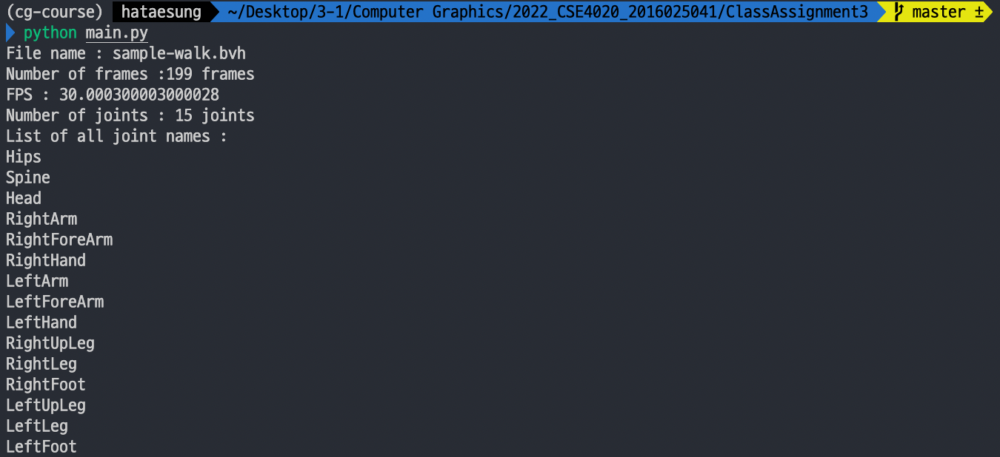 (cg-course) hataesung ~/Desktop/3-1/Computer Graphics/2022_CSE4020_2016025041/ClassAssignment3 master ±
python main.py
File name : sample-walk.bvh
Number of frames :199 frames
FPS : 30.000300003000028
Number of joints : 15 joints
List of all joint names :
Hips
Spine
Head
RightArm
RightForeArm
RightHand
LeftArm
LeftForeArm
LeftHand
RightUpLeg
RightLeg
RightFoot
LeftUpLeg
LeftLeg
LeftFoot